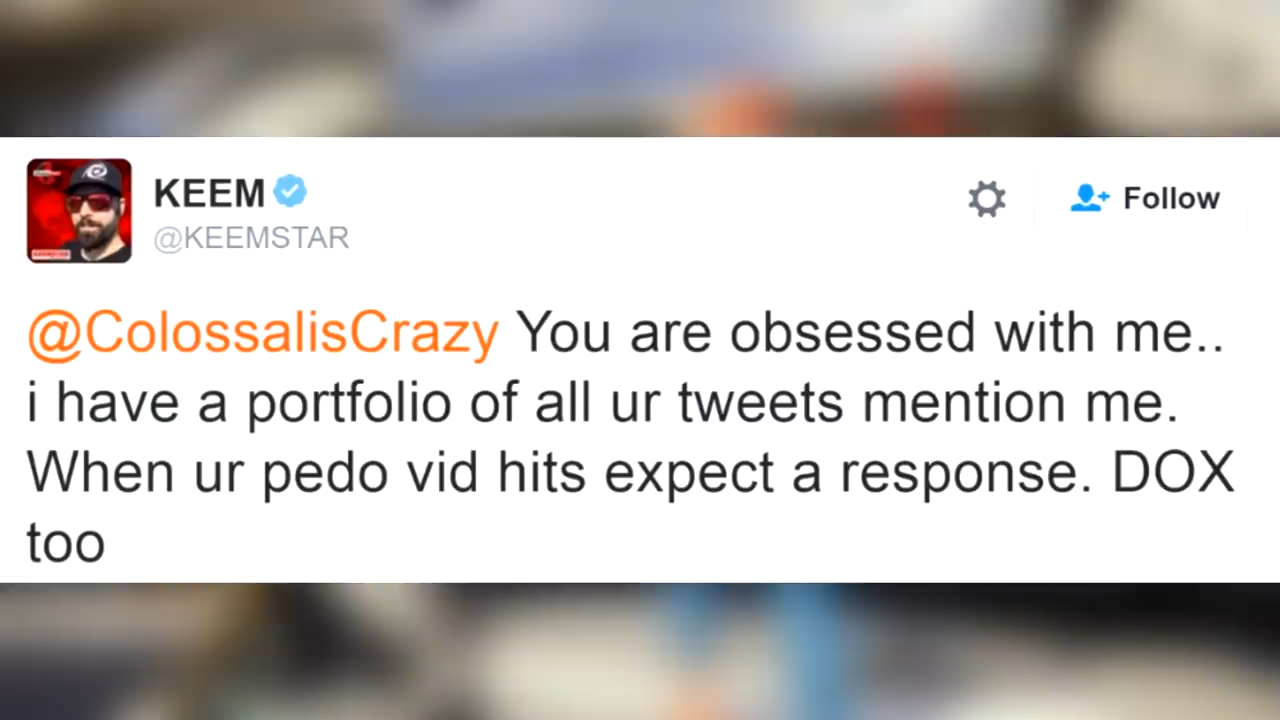 KEEM
@KEEMSTAR
Follow
@ColossalisCrazy You are obsessed with me..
i have a portfolio of all ur tweets mention me.
When ur pedo vid hits expect a response. DOX
too